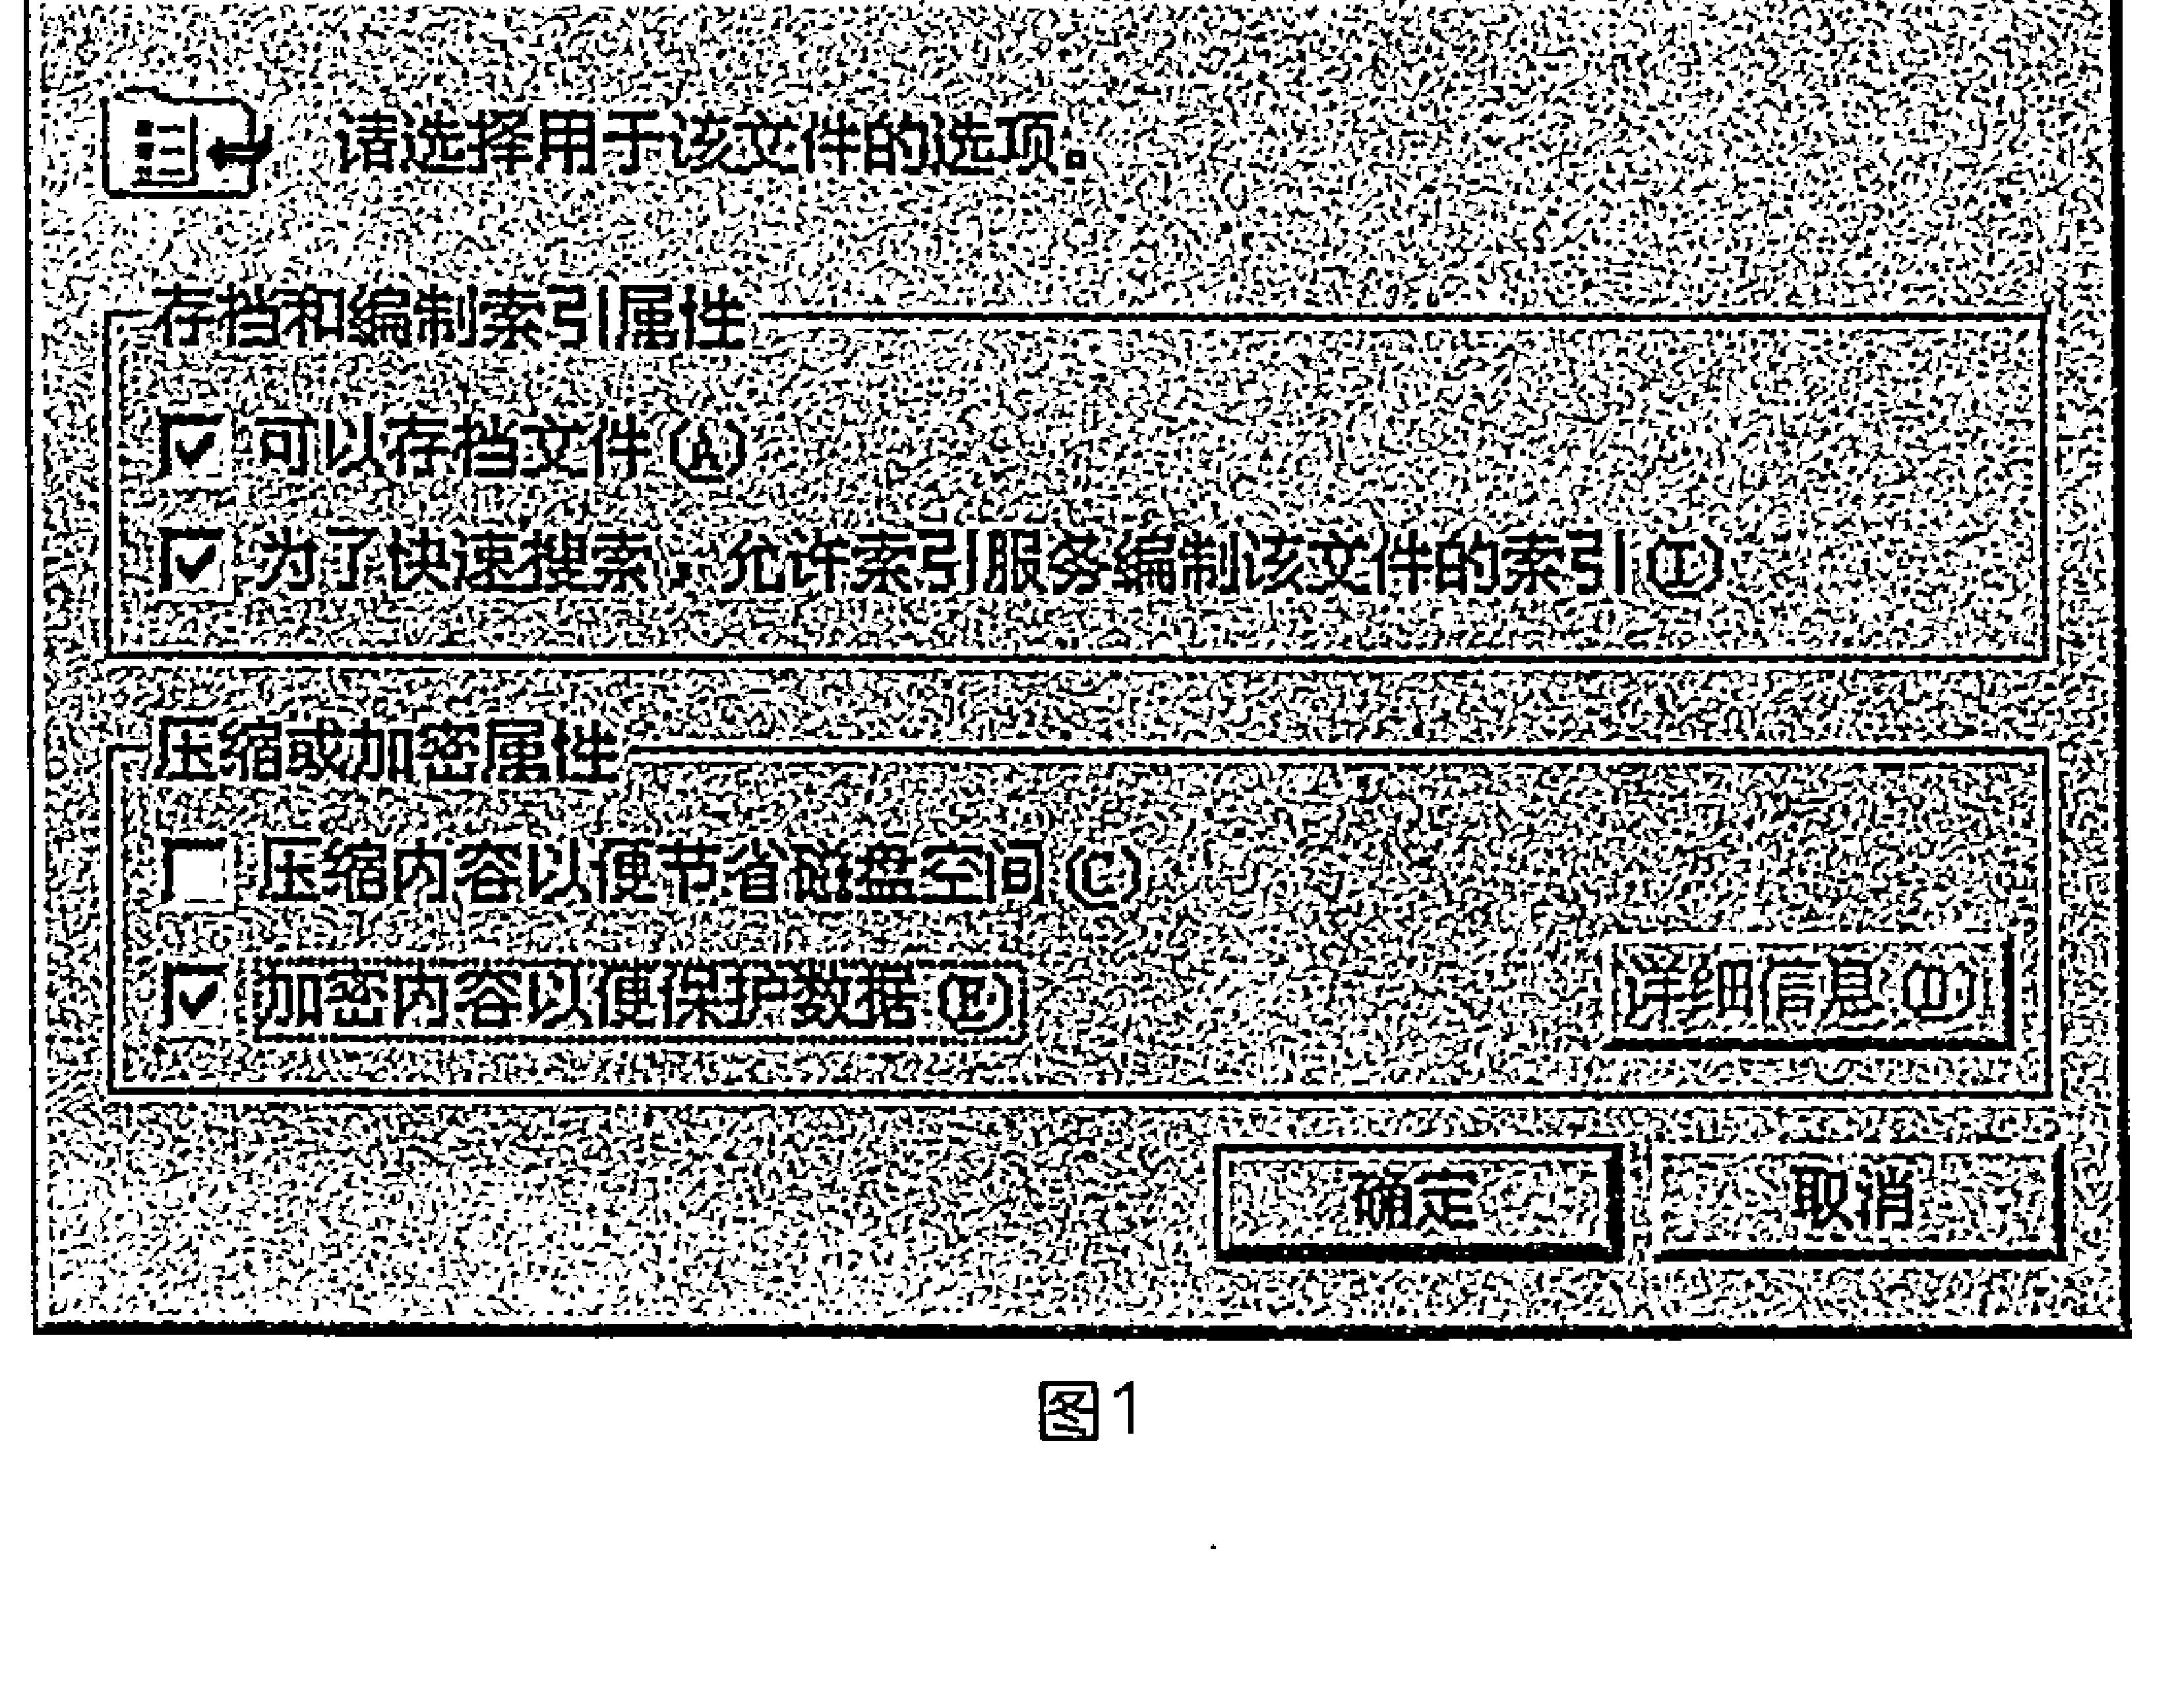 请选择用于该文件的选项。
存挡和编制索引属性
可以存挡文件(A)
为了快速搜索，允许索引服务编制该文件的索引(I)
压缩或加密属性
压缩内容以便节省磁盘空间(C)
加密内容以便保护数据(E)
详细信息(D)
确定
取消
图1